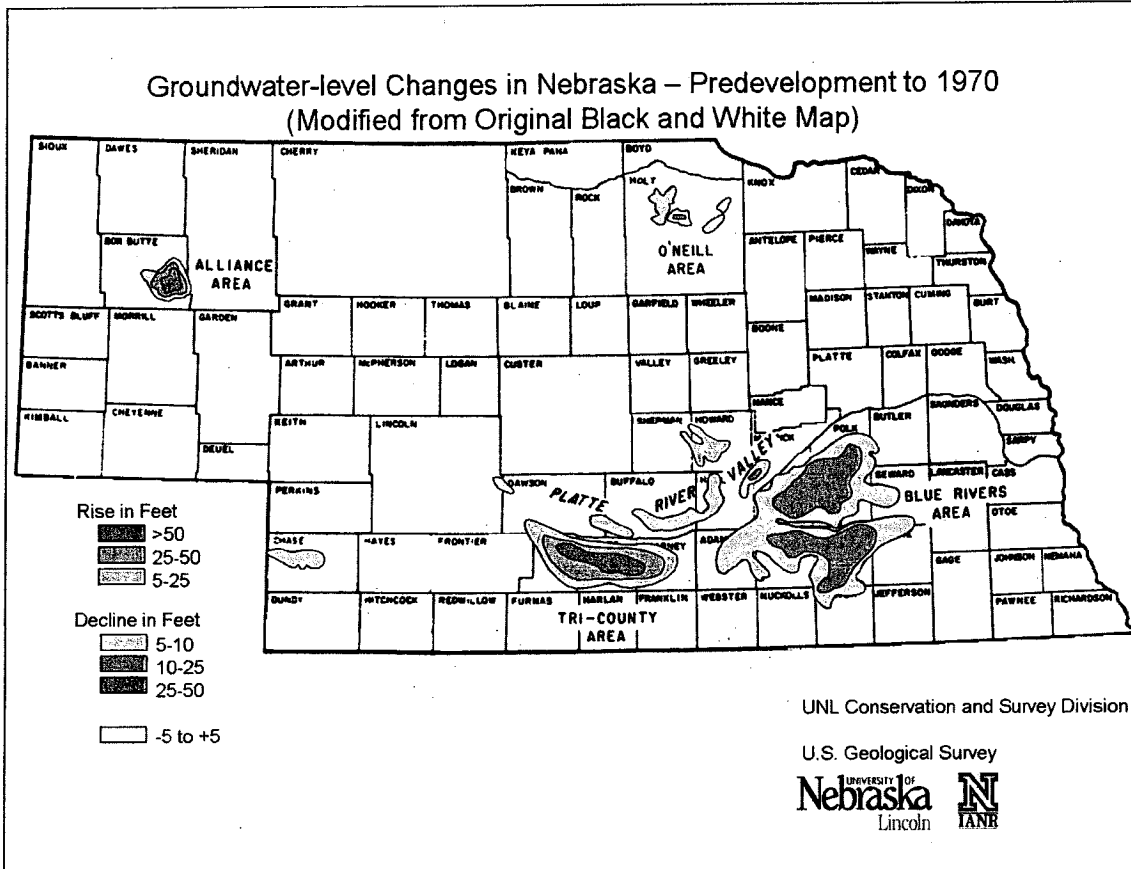 Groundwater-level Changes in Nebraska – Predevelopment to 1970
(Modified from Original Black and White Map)
SIOUX
DAWES
SHERIDAN
CHERRY
KEYA PAHA
BOYD
BROWN
ROCK
HOLT
KNOX
CEDAR
DIXON
DAKOTA
BOX BUTTE
ALLIANCE
AREA
O'NEILL
AREA
ANTELOPE
PIERCE
WAYNE
THURSTON
SCOTTS BLUFF
MORRILL
GARDEN
GRANT
HOOKER
THOMAS
BLAINE
LOUP
GARFIELD
WHEELER
BOONE
MADISON
STANTON
CUMING
BURT
BANNER
ARTHUR
McPHERSON
LOGAN
CUSTER
VALLEY
GREELEY
PLATTE
COLFAX
DODGE
WASH.
KIMBALL
CHEYENNE
DEUEL
KEITH
LINCOLN
SHERMAN
HOWARD
NANCE
POLK
BUTLER
SAUNDERS
DOUGLAS
SARPY
PERKINS
DAWSON
BUFFALO
PLATTE
RIVER
VALLEY
SEWARD
LANCASTER
CASS
BLUE RIVERS
AREA
OTOE
CHASE
HAYES
FRONTIER
GAGE
JOHNSON
NEMAHA
DUNDY
HITCHCOCK
REDWILLOW
FURNAS
HARLAN
FRANKLIN
WEBSTER
NUCKOLLS
JEFFERSON
PAWNEE
RICHARDSON
TRI-COUNTY
AREA
Rise in Feet
>50
25-50
5-25
Decline in Feet
5-10
10-25
25-50
-5 to +5
UNL Conservation and Survey Division
U.S. Geological Survey
UNIVERSITY OF
Nebraska
Lincoln
N
IANR